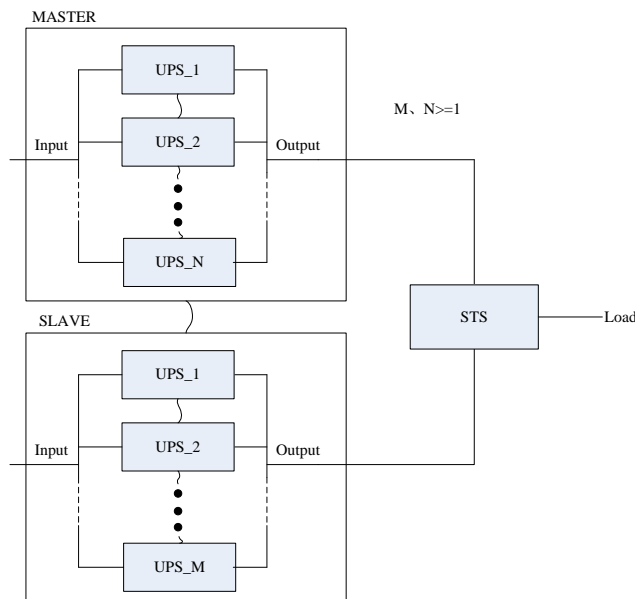 MASTER
UPS_1
M、N>=1
Input
UPS_2
Output
UPS_N
SLAVE
STS
Load
UPS_1
Input
UPS_2
Output
UPS_M